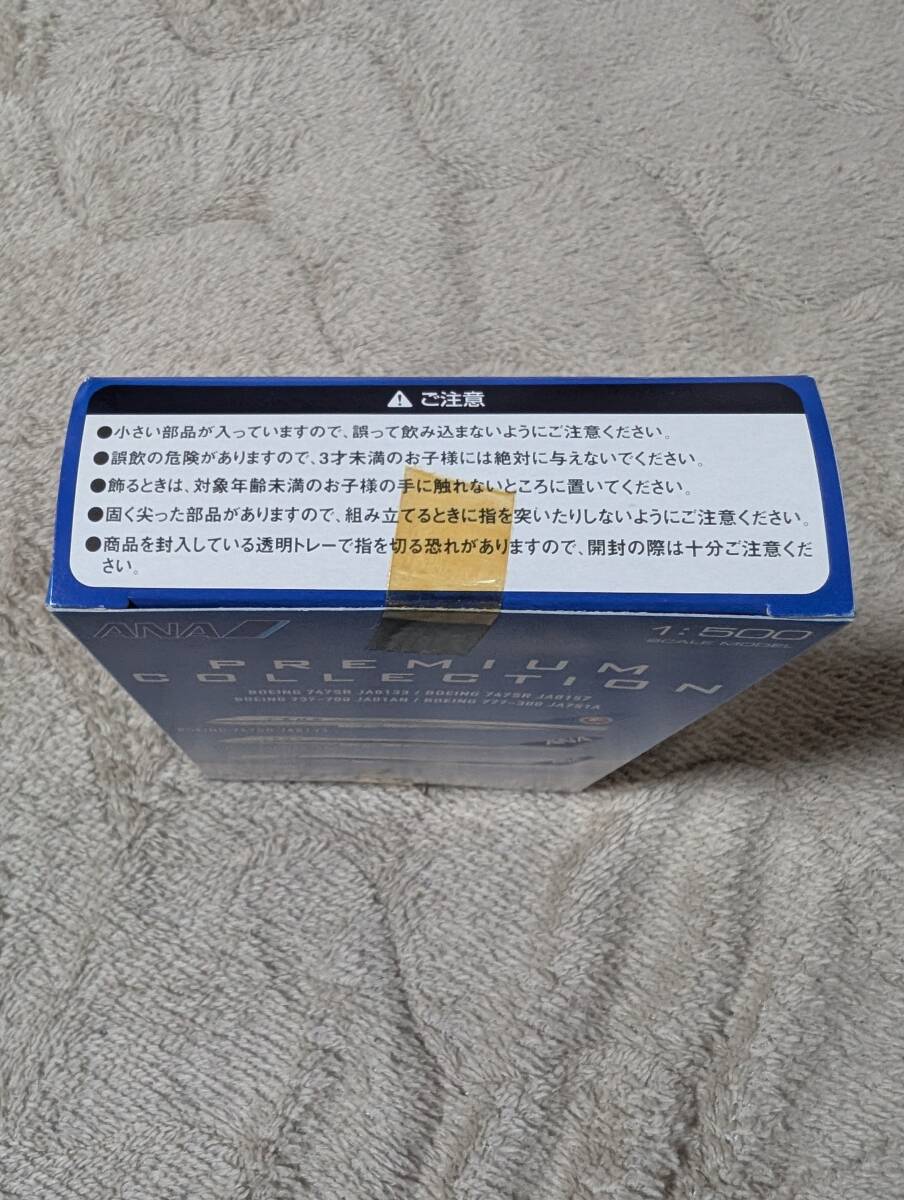 ⚠ ご注意
●小さい部品が入っていますので、誤って飲み込まないようにご注意ください。
●誤飲の危険がありますので、3才未満のお子様には絶対に与えないでください。
●飾るときは、対象年齢未満のお子様の手に触れないところに置いてください。
●固く尖った部品がありますので、組み立てるときに指を突いたりしないようにご注意ください。
●商品を封入している透明トレーで指を切る恐れがありますので、開封の際は十分ご注意くだ
さい。
ANA
1:500
SCALE MODEL
PREMIUM
COLLECTION
BOEING 747SR JA8133 / BOEING 747SR JA8157
BOEING 737-700 JA01AN / BOEING 777-300 JA751A
BOEING 747SR JA8133
ANA